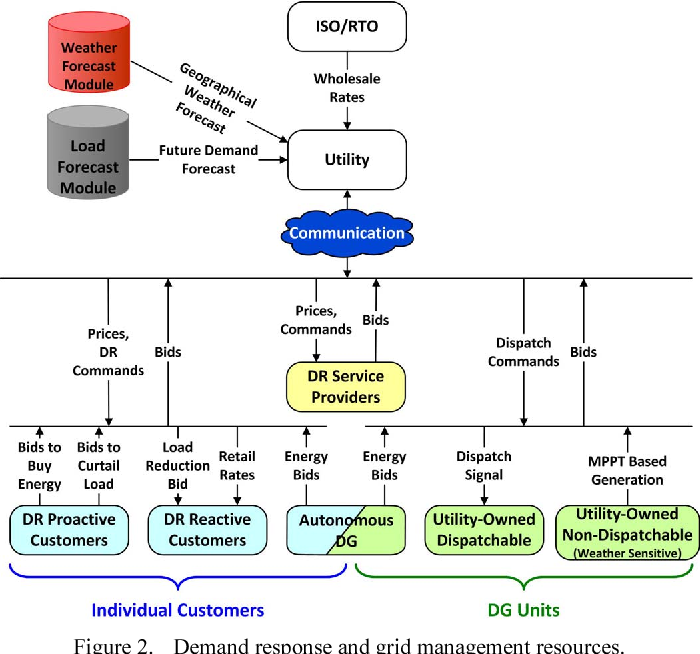 Weather
Forecast
Module
ISO/RTO
Geographical
Weather
Forecast
Wholesale
Rates
Load
Forecast
Module
Future Demand
Forecast
Utility
Communication
Prices,
DR
Commands
Bids
Prices,
Commands
Bids
Dispatch
Commands
Bids
DR Service
Providers
Bids to
Buy
Energy
Bids to
Curtail
Load
Load
Reduction
Bid
Retail
Rates
Energy
Bids
Energy
Bids
Dispatch
Signal
MPPT Based
Generation
DR Proactive
Customers
DR Reactive
Customers
Autonomous
DG
Utility-Owned
Dispatchable
Utility-Owned
Non-Dispatchable
(Weather Sensitive)
Individual Customers
DG Units
Figure 2. Demand response and grid management resources.